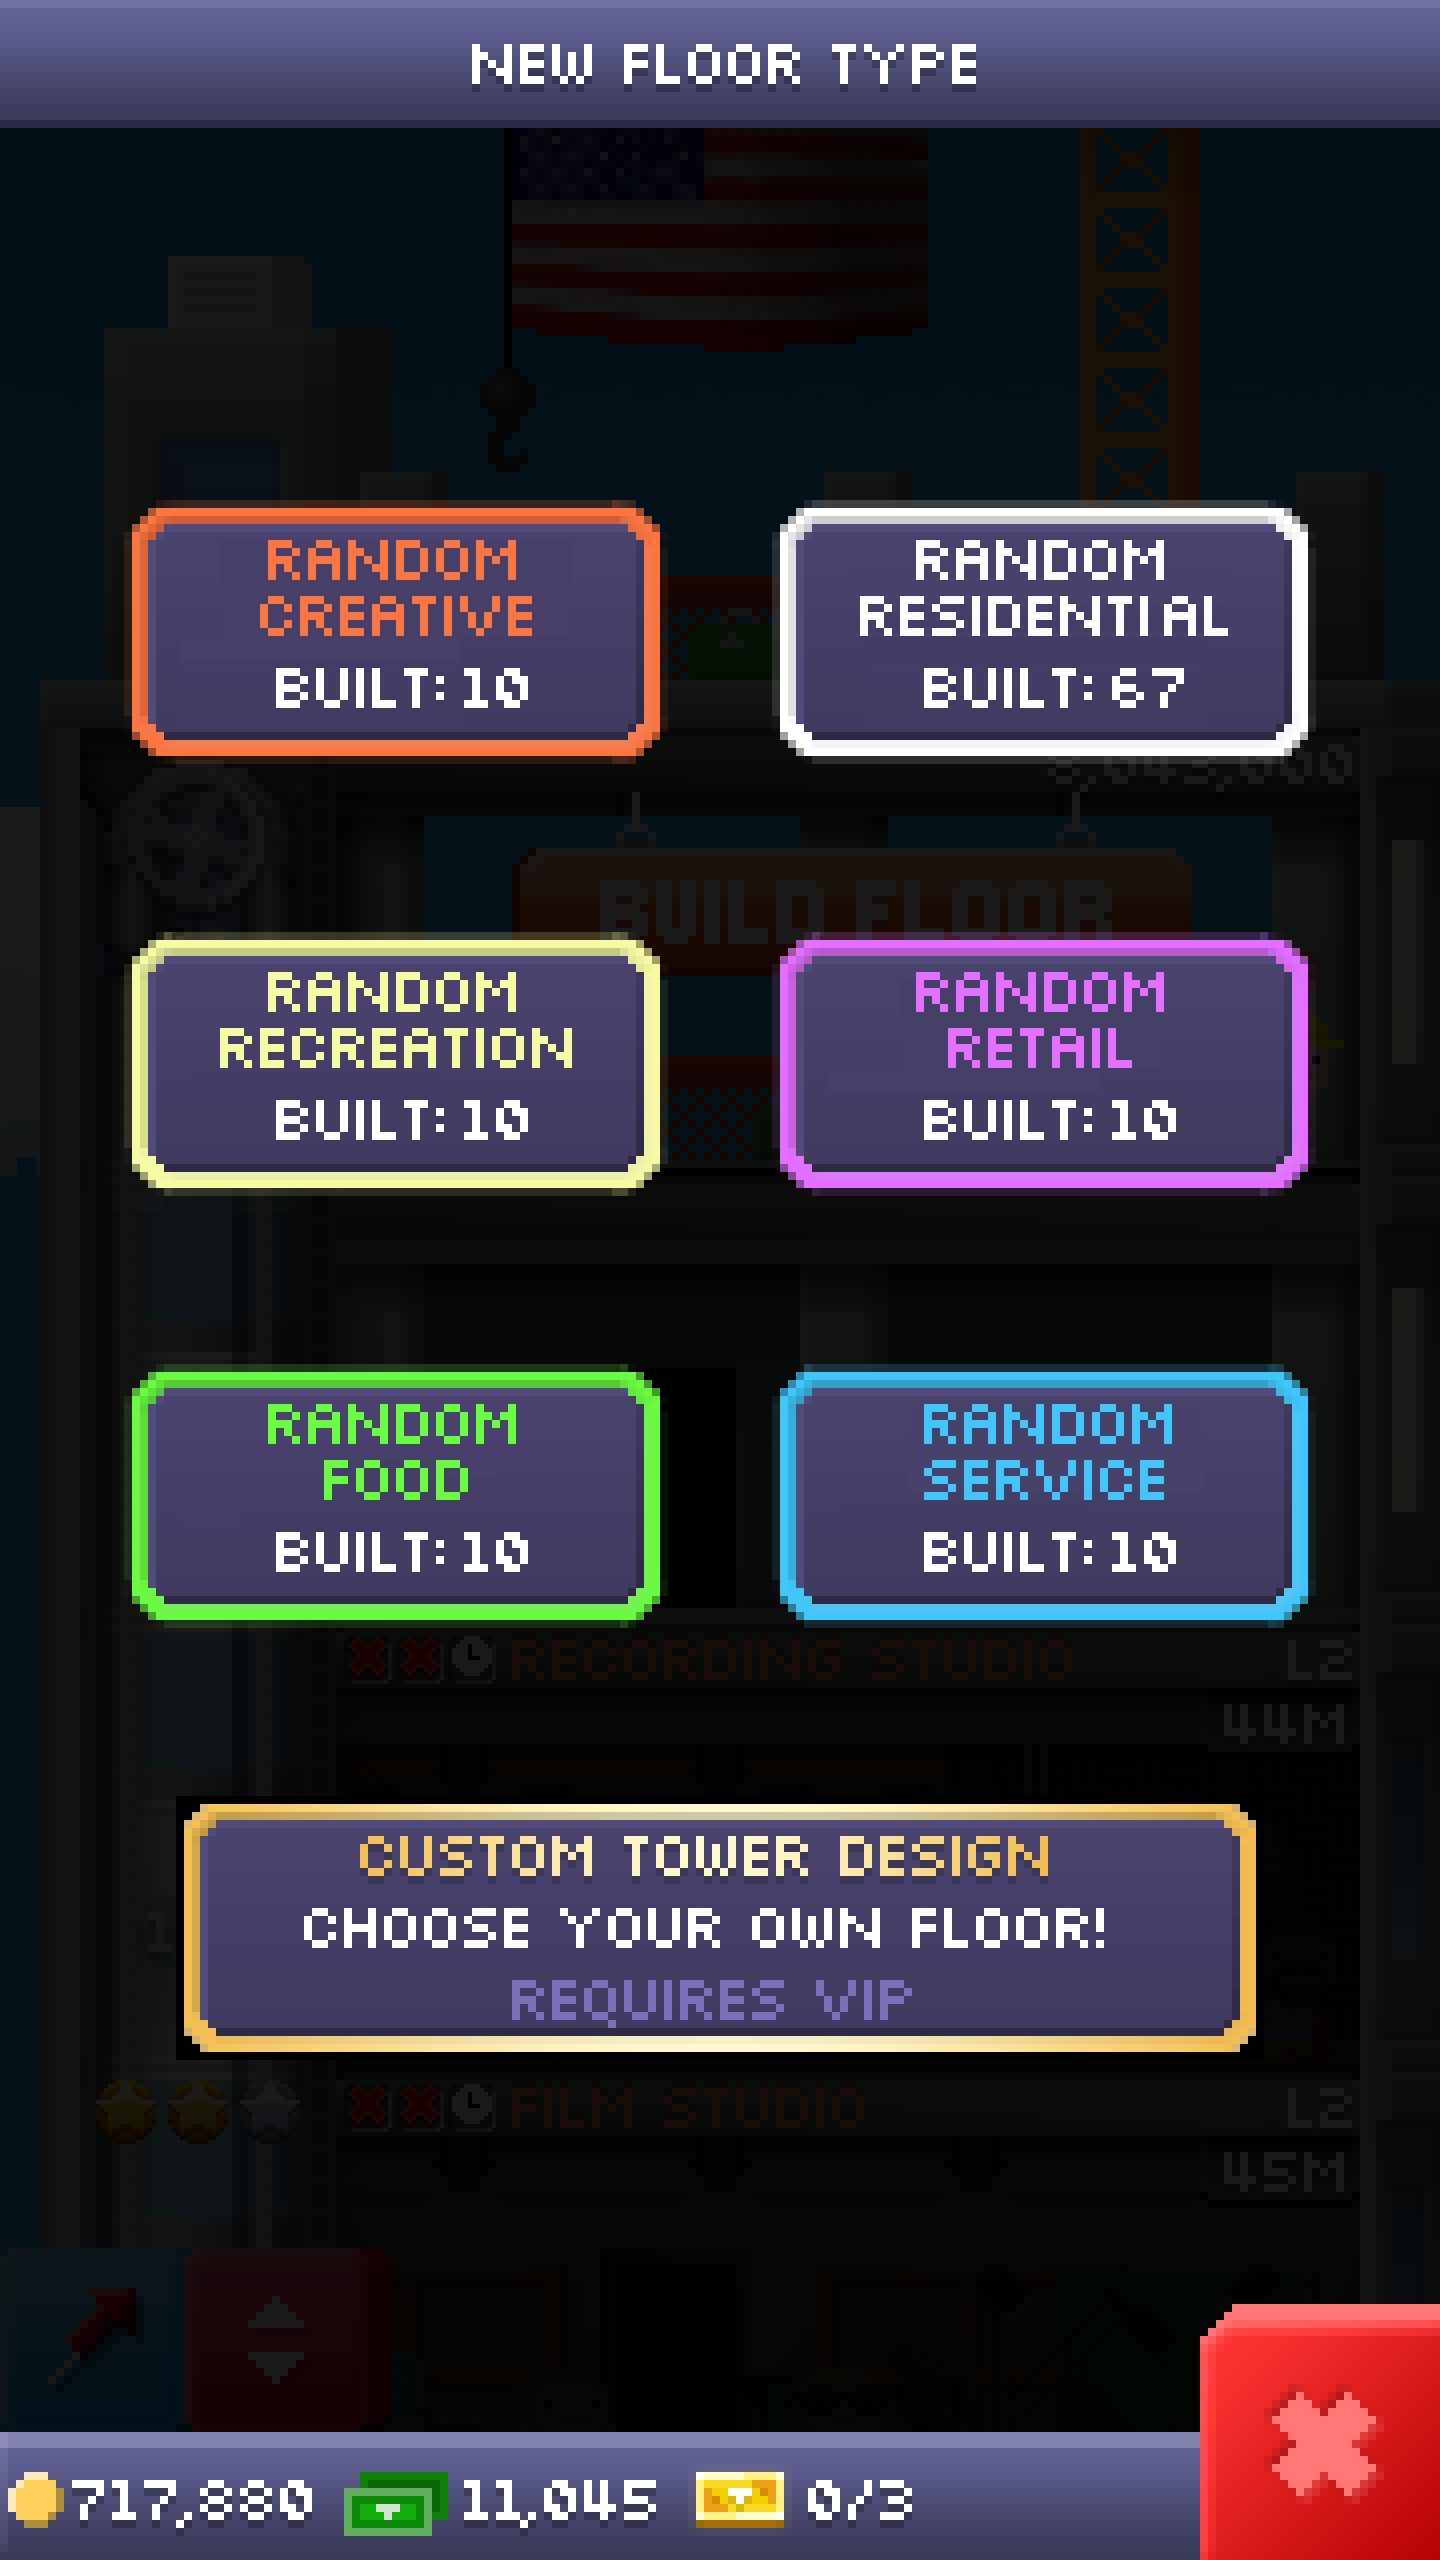 NEW FLOOR TYPE
RANDOM
CREATIVE
BUILT: 10
RANDOM
RESIDENTIAL
BUILT: 67
BUILD FLOOR
RANDOM
RECREATION
BUILT: 10
RANDOM
RETAIL
BUILT: 10
RANDOM
FOOD
BUILT: 10
RANDOM
SERVICE
BUILT: 10
RECORDING STUDIO L2
44M
CUSTOM TOWER DESIGN
CHOOSE YOUR OWN FLOOR!
REQUIRES VIP
FILM STUDIO L2
45M
717,880 11,045 0/3